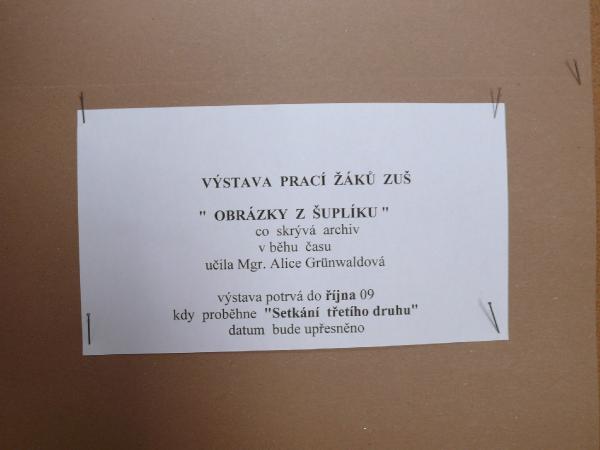 VÝSTAVA PRACÍ ŽÁKŮ ZUŠ
" OBRÁZKY Z ŠUPLÍKU "
co skrývá archiv
v běhu času
učila Mgr. Alice Grünwaldová
výstava potrvá do října 09
kdy proběhne "Setkání třetího druhu"
datum bude upřesněno